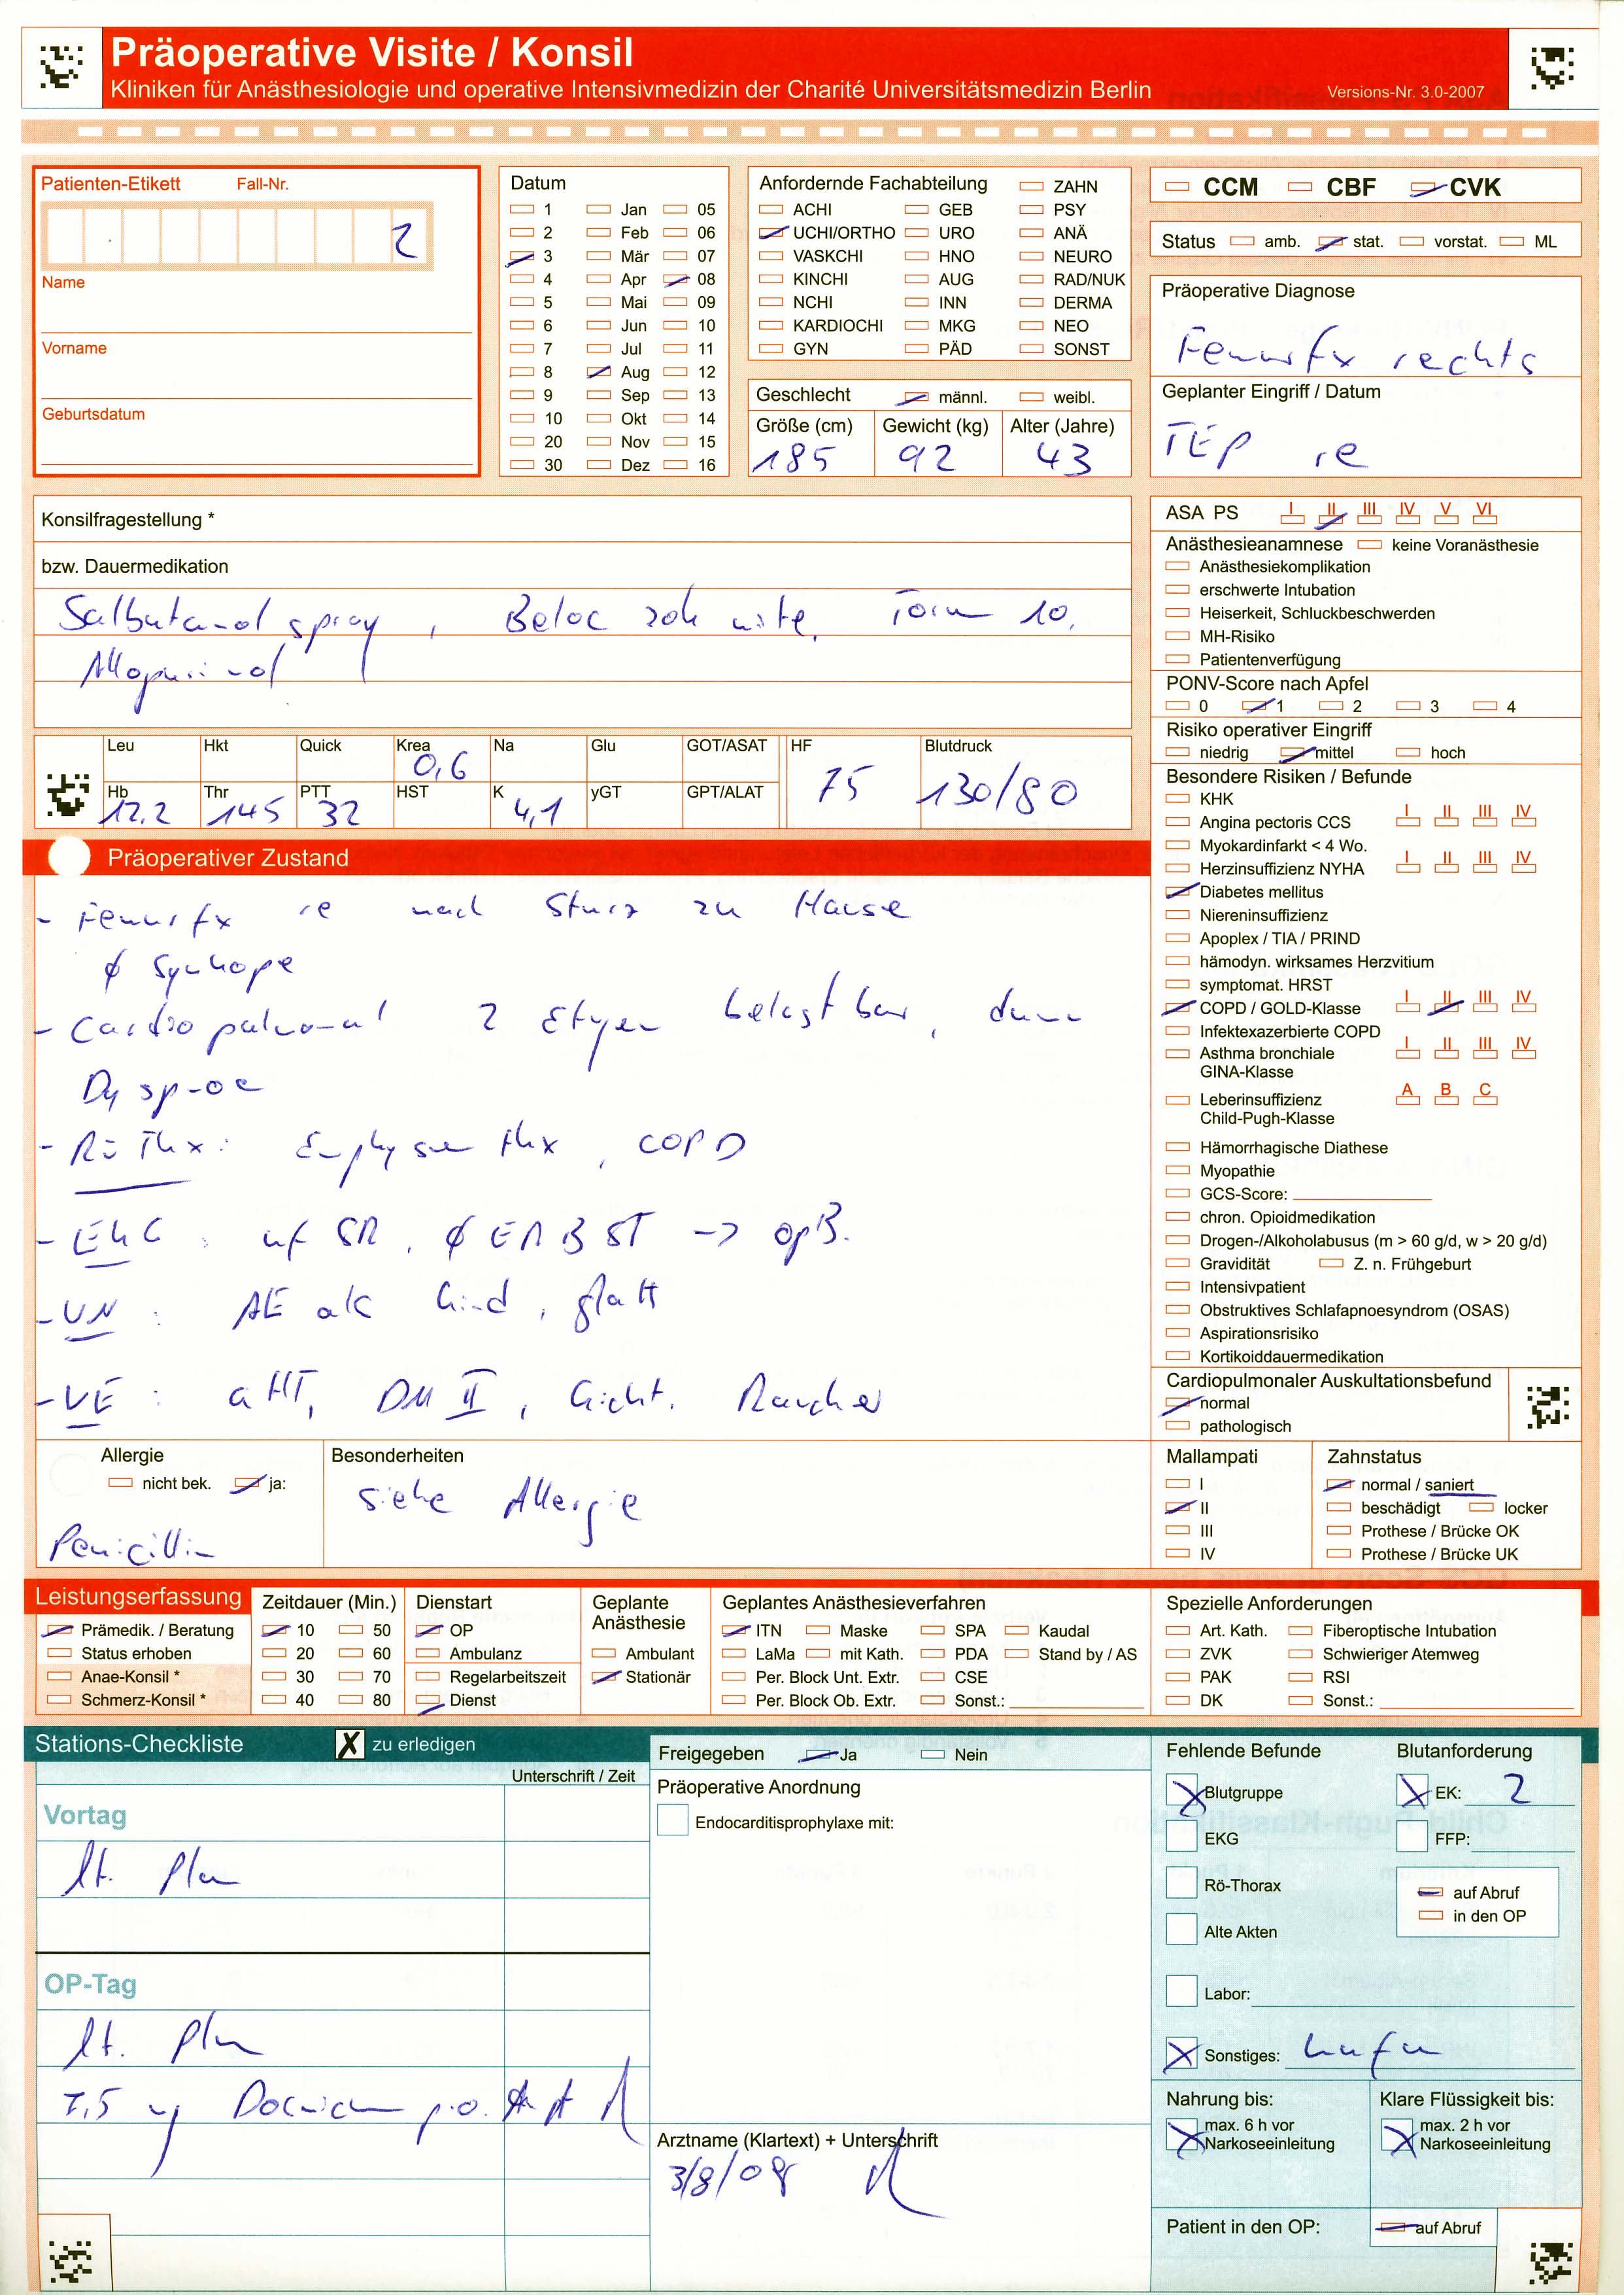 Präoperative Visite / Konsil
Kliniken für Anästhesiologie und operative Intensivmedizin der Charité Universitätsmedizin Berlin
Versions-Nr. 3.0-2007
Patienten-Etikett Fall-Nr.
2
Name
Vorname
Geburtsdatum
Datum
1 Jan 05
2 Feb 06
3 Mär 07
4 Apr 08
5 Mai 09
6 Jun 10
7 Jul 11
8 Aug 12
9 Sep 13
10 Okt 14
20 Nov 15
30 Dez 16
Anfordernde Fachabteilung ZAHN
ACHI GEB PSY
UCHI/ORTHO URO ANÄ
VASKCHI HNO NEURO
KINCHI AUG RAD/NUK
NCHI INN DERMA
KARDIOCHI MKG NEO
GYN PÄD SONST
Geschlecht männl. weibl.
Größe (cm) Gewicht (kg) Alter (Jahre)
185 92 43
CCM CBF CVK
Status amb. stat. vorstat. ML
Präoperative Diagnose
Femurfx rechts
Geplanter Eingriff / Datum
TEP re
Konsilfragestellung *
bzw. Dauermedikation
Salbutamol spray, Beloc zok mite, 10,
Allopurinol
Leu Hkt Quick Krea Na Glu GOT/ASAT HF Blutdruck
0,6
75 130/80
Hb Thr PTT HST K yGT GPT/ALAT
12,2 145 32 4,1
ASA PS I II III IV V VI
Anästhesieanamnese keine Voranästhesie
Anästhesiekomplikation
erschwerte Intubation
Heiserkeit, Schluckbeschwerden
MH-Risiko
Patientenverfügung
PONV-Score nach Apfel
0 1 2 3 4
Risiko operativer Eingriff
niedrig mittel hoch
Besondere Risiken / Befunde
KHK
Angina pectoris CCS I II III IV
Myokardinfarkt < 4 Wo.
Herzinsuffizienz NYHA I II III IV
Diabetes mellitus
Niereninsuffizienz
Apoplex / TIA / PRIND
hämodyn. wirksames Herzvitium
symptomat. HRST
COPD / GOLD-Klasse I II III IV
Infektexazerbierte COPD
Asthma bronchiale I II III IV
GINA-Klasse
Leberinsuffizienz A B C
Child-Pugh-Klasse
Hämorrhagische Diathese
Myopathie
GCS-Score:
chron. Opioidmedikation
Drogen-/Alkoholabusus (m > 60 g/d, w > 20 g/d)
Gravidität Z. n. Frühgeburt
Intensivpatient
Obstruktives Schlafapnoesyndrom (OSAS)
Aspirationsrisiko
Kortikoiddauermedikation
Cardiopulmonaler Auskultationsbefund
normal
pathologisch
Präoperativer Zustand
- Femurfx re nach Sturz zu Hause
ϕ Synkope
- Cardiopulmonal 2 Etagen belastbar, dann
Dyspnoe
- Rö Thx: Emphysem thx, COPD
- EKG: nf SR, ϕ ERBST -> opB.
- VN: AE als Kind, glatt
- VE: aHT, DM II, Gicht, Raucher
Allergie
nicht bek. ja:
Penicillin
Besonderheiten
siehe Allergie
Mallampati
I
II
III
IV
Zahnstatus
normal / saniert
beschädigt locker
Prothese / Brücke OK
Prothese / Brücke UK
Leistungserfassung
Prämedik. / Beratung
Status erhoben
Anae-Konsil *
Schmerz-Konsil *
Zeitdauer (Min.)
10 50
20 60
30 70
40 80
Dienstart
OP
Ambulanz
Regelarbeitszeit
Dienst
Geplante
Anästhesie
Ambulant
Stationär
Geplantes Anästhesieverfahren
ITN Maske SPA Kaudal
LaMa mit Kath. PDA Stand by / AS
Per. Block Unt. Extr. CSE
Per. Block Ob. Extr. Sonst.:
Spezielle Anforderungen
Art. Kath. Fiberoptische Intubation
ZVK Schwieriger Atemweg
PAK RSI
DK Sonst.:
Stations-Checkliste X zu erledigen
Unterschrift / Zeit
Vortag
lt. Plan
OP-Tag
lt. Plan
7,5 mg Dormicum p.o.
Freigegeben Ja Nein
Präoperative Anordnung
Endocarditisprophylaxe mit:
Arztname (Klartext) + Unterschrift
3/8/08
Fehlende Befunde Blutanforderung
Blutgruppe EK: 2
EKG FFP:
Rö-Thorax auf Abruf
in den OP
Alte Akten
Labor:
Sonstiges: Lufu
Nahrung bis:
max. 6 h vor
Narkoseeinleitung
Klare Flüssigkeit bis:
max. 2 h vor
Narkoseeinleitung
Patient in den OP: auf Abruf